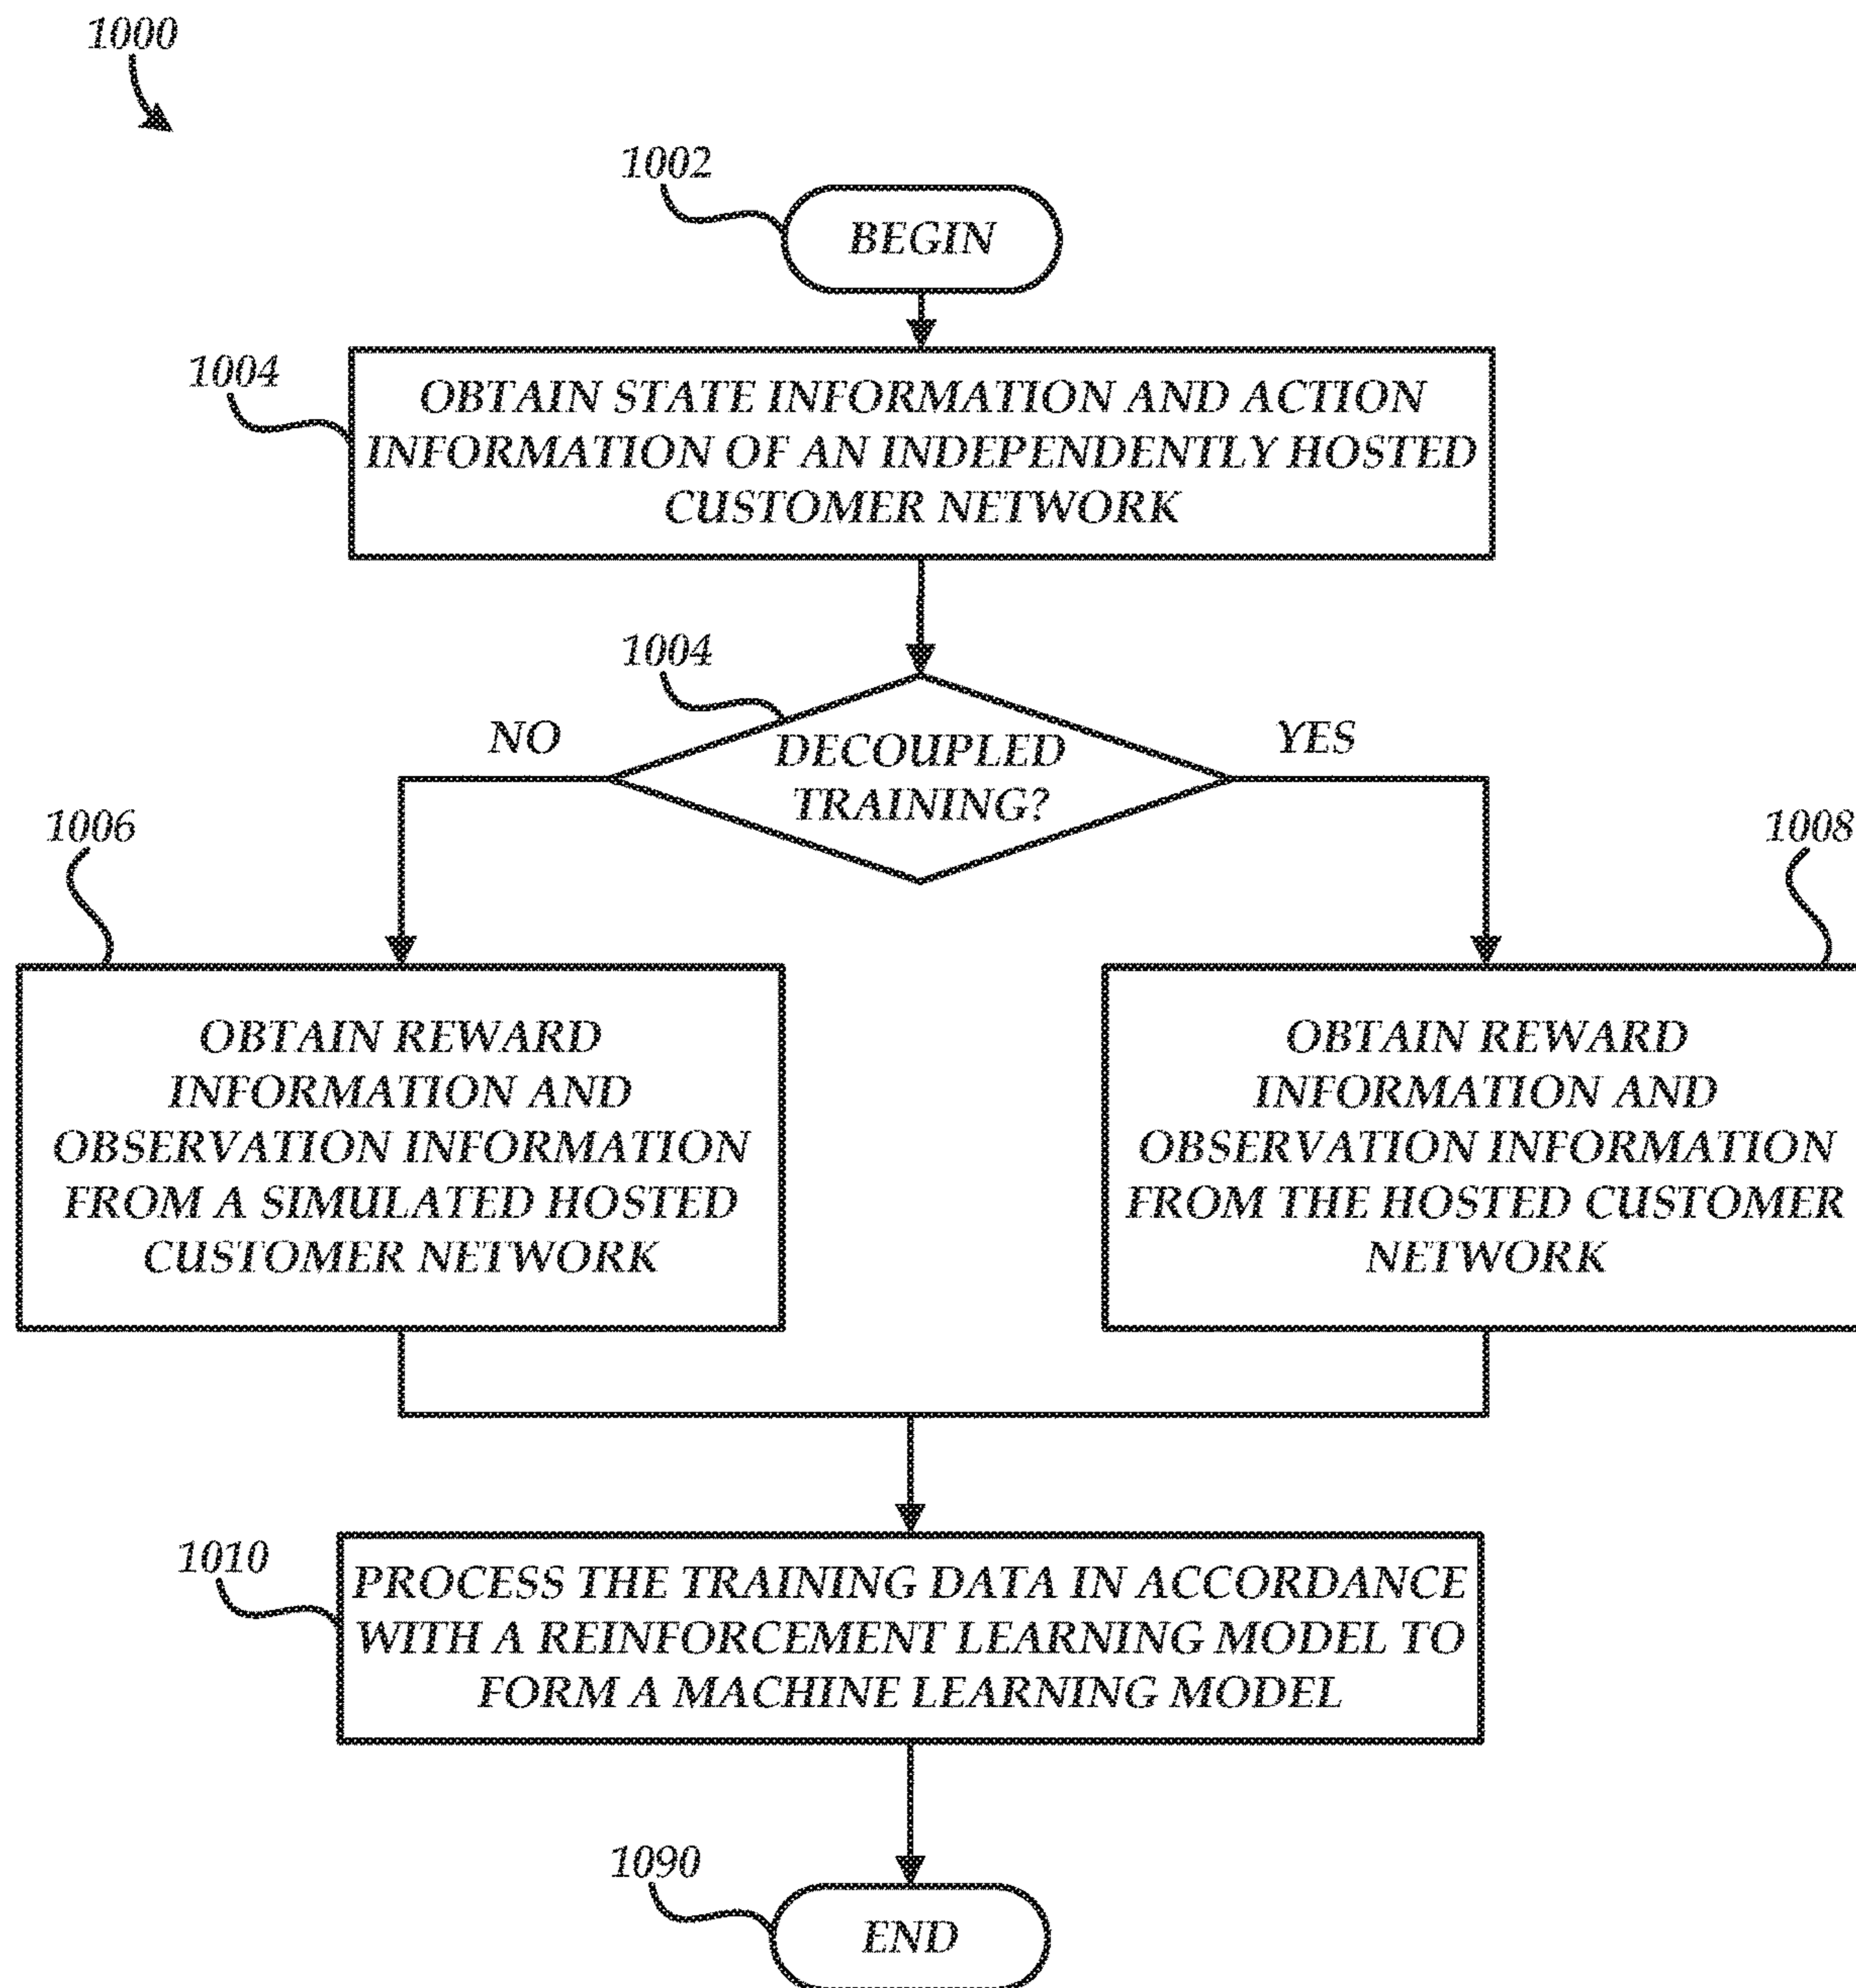 1000
1002
BEGIN
1004
OBTAIN STATE INFORMATION AND ACTION
INFORMATION OF AN INDEPENDENTLY HOSTED
CUSTOMER NETWORK
1004
NO
DECOUPLED
TRAINING?
YES
1006
1008
OBTAIN REWARD
INFORMATION AND
OBSERVATION INFORMATION
FROM A SIMULATED HOSTED
CUSTOMER NETWORK
OBTAIN REWARD
INFORMATION AND
OBSERVATION INFORMATION
FROM THE HOSTED CUSTOMER
NETWORK
1010
PROCESS THE TRAINING DATA IN ACCORDANCE
WITH A REINFORCEMENT LEARNING MODEL TO
FORM A MACHINE LEARNING MODEL
1090
END